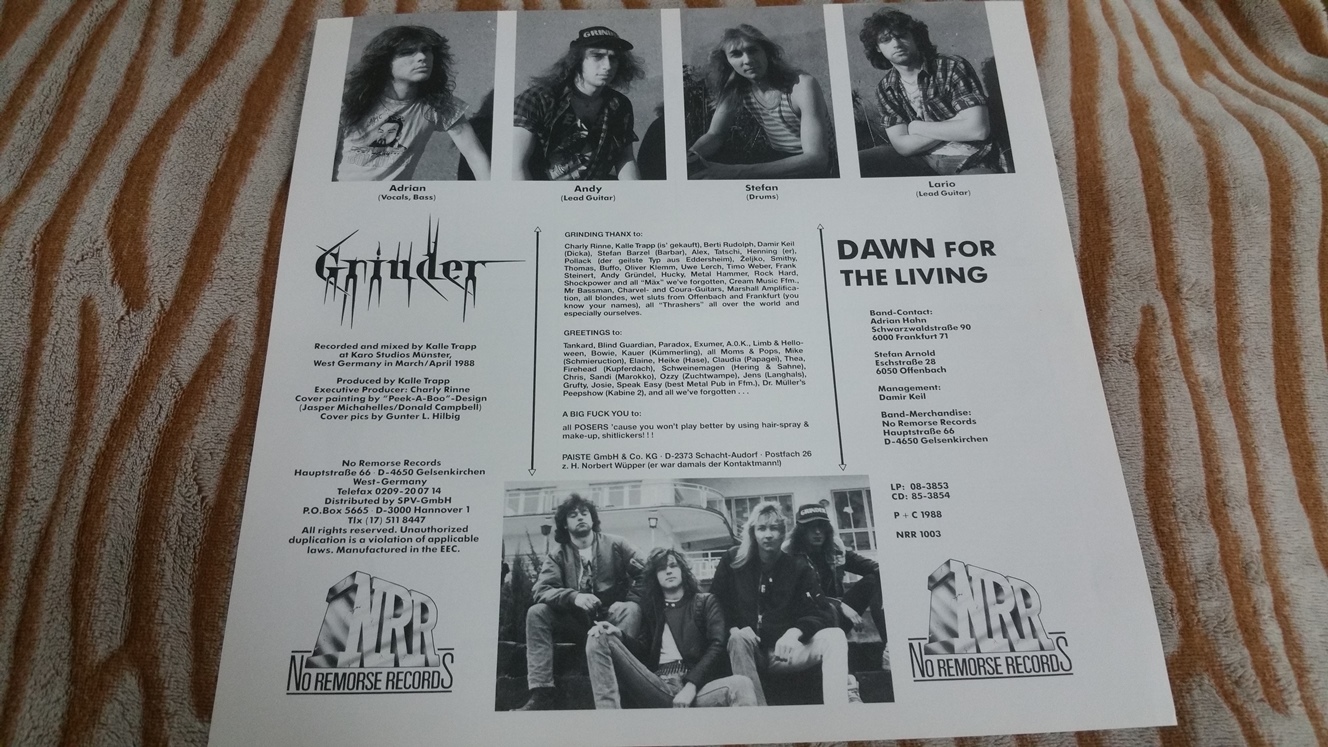 GRINDER
Adrian
(Vocals, Bass)
Andy
(Lead Guitar)
Stefan
(Drums)
Lario
(Lead Guitar)
Grinder
Recorded and mixed by Kalle Trapp
at Karo Studios Münster,
West Germany in March/April 1988
Produced by Kalle Trapp
Executive Producer: Charly Rinne
Cover painting by "Peek-A-Boo"-Design
(Jasper Michahelles/Donald Campbell)
Cover pics by Gunter L. Hilbig
No Remorse Records
Hauptstraße 66 · D-4650 Gelsenkirchen
West-Germany
Telefax 0209-20 07 14
Distributed by SPV-GmbH
P.O.Box 5665 · D-3000 Hannover 1
Tlx (17) 511 8447
All rights reserved. Unauthorized
duplication is a violation of applicable
laws. Manufactured in the EEC.
1NRR
NO REMORSE RECORDS
GRINDING THANX to:
Charly Rinne, Kalle Trapp (is' gekauft), Berti Rudolph, Damir Keil
(Dicka), Stefan Barzel (Barbar), Alex, Tatschi, Henning (er),
Pollack (der geilste Typ aus Eddersheim), Željko, Smithy,
Thomas, Buffo, Oliver Klemm, Uwe Lerch, Timo Weber, Frank
Steinert, Andy Gründel, Hucky, Metal Hammer, Rock Hard,
Shockpower and all "Mäx" we've forgotten, Cream Music Ffm.,
Mr Bassman, Charvel- and Coura-Guitars, Marshall Amplifica-
tion, all blondes, wet sluts from Offenbach and Frankfurt (you
know your names), all "Thrashers" all over the world and
especially ourselves.
GREETINGS to:
Tankard, Blind Guardian, Paradox, Exumer, A.O.K., Limb & Hello-
ween, Bowie, Kauer (Kümmerling), all Moms & Pops, Mike
(Schmieruction), Elaine, Heike (Hase), Claudia (Papagei), Thea,
Firehead (Kupferdach), Schweinemagen (Hering & Sahne),
Chris, Sandi (Marokko), Ozzy (Zuchtwampe), Jens (Langhals),
Grufty, Josie, Speak Easy (best Metal Pub in Ffm.), Dr. Müller's
Peepshow (Kabine 2), and all we've forgotten . . .
A BIG FUCK YOU to:
all POSERS 'cause you won't play better by using hair-spray &
make-up, shitlickers! ! !
PAISTE GmbH & Co. KG · D-2373 Schacht-Audorf · Postfach 26
z. H. Norbert Wüpper (er war damals der Kontaktmann!)
GRINDER
DAWN FOR
THE LIVING
Band-Contact:
Adrian Hahn
Schwarzwaldstraße 90
6000 Frankfurt 71
Stefan Arnold
Eschstraße 28
6050 Offenbach
Management:
Damir Keil
Band-Merchandise:
No Remorse Records
Hauptstraße 66
D-4650 Gelsenkirchen
LP: 08-3853
CD: 85-3854
P + C 1988
NRR 1003
1NRR
NO REMORSE RECORDS